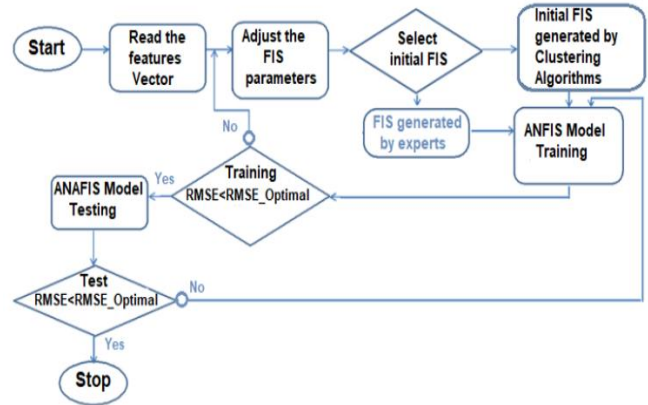 Start
Read the
features
Vector
Adjust the
FIS
parameters
Select
initial FIS
Initial FIS
generated by
Clustering
Algorithms
FIS generated
by experts
ANFIS Model
Training
No
Training
RMSE<RMSE_Optimal
Yes
ANAFIS Model
Testing
Test
RMSE<RMSE_Optimal
No
Yes
Stop